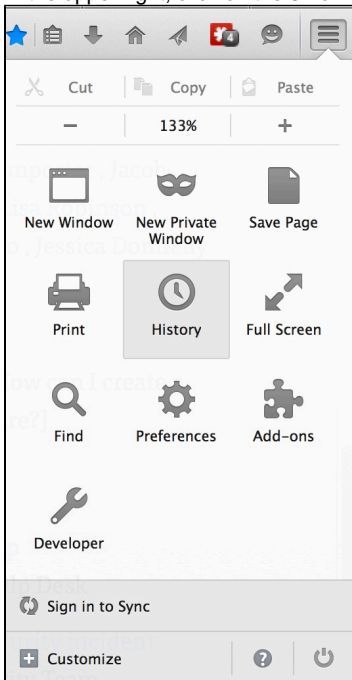 Cut Copy Paste
133%
New Window New Private Window Save Page
Print History Full Screen
Find Preferences Add-ons
Developer
Sign in to Sync
Customize